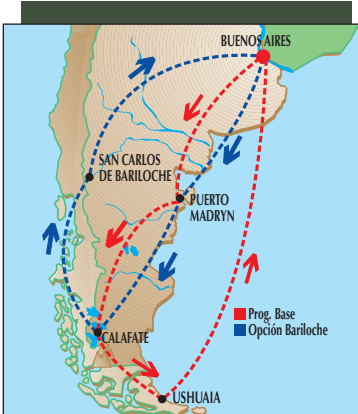 BUENOS AIRES
SAN CARLOS
DE BARILOCHE
PUERTO
MADRYN
Prog. Base
Opción Bariloche
CALAFATE
USHUAIA